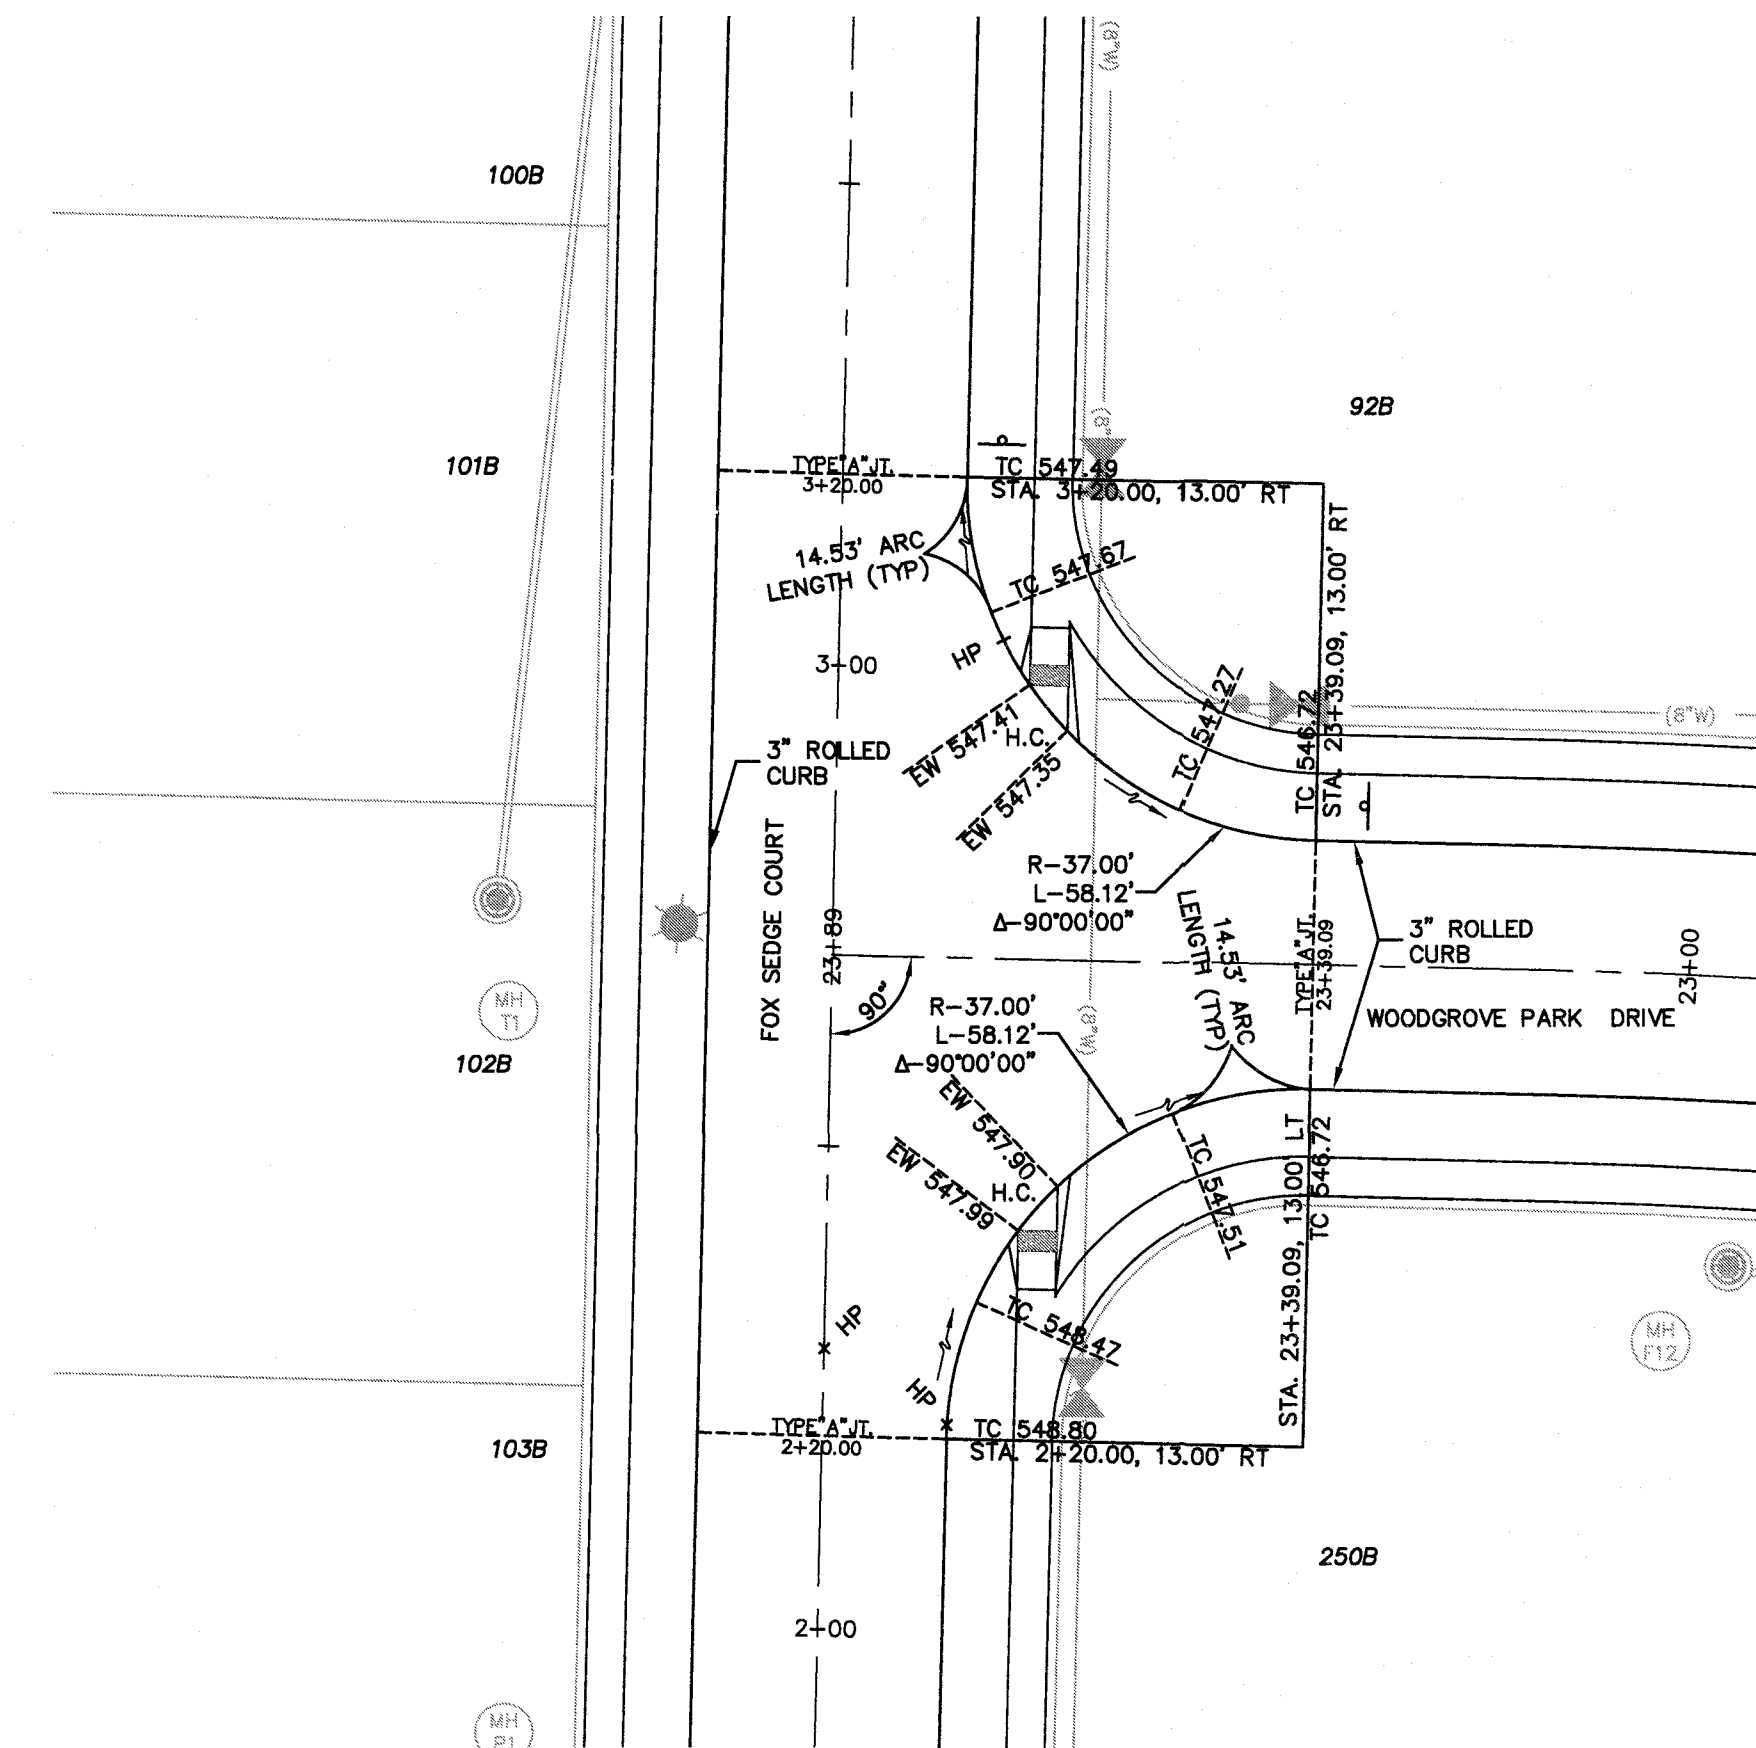 (8"W)
100B
92B
101B
(8"
TYPE"A"JT.
3+20.00
TC 547.49
STA. 3+20.00, 13.00' RT
14.53' ARC
LENGTH (TYP)
TC 547.67
HP
3+00
TC 547.27
TC 546.72
STA. 23+39.09, 13.00' RT
(8"W)
EW 547.41
H.C.
EW 547.35
3" ROLLED
CURB
FOX SEDGE COURT
R-37.00'
L-58.12'
Δ-90°00'00"
14.53' ARC
LENGTH (TYP)
23+89
90°
TYPE"A"JT.
23+39.09
3" ROLLED
CURB
23+00
WOODGROVE PARK DRIVE
MH
T1
102B
R-37.00'
L-58.12'
Δ-90°00'00"
(8"W)
EW 547.90
H.C.
EW 547.99
TC 547.51
STA. 23+39.09, 13.00 LT
TC 546.72
HP
TC 548.47
HP
MH
F12
103B
TYPE"A"JT.
2+20.00
TC 548.80
STA. 2+20.00, 13.00' RT
250B
2+00
MH
P1